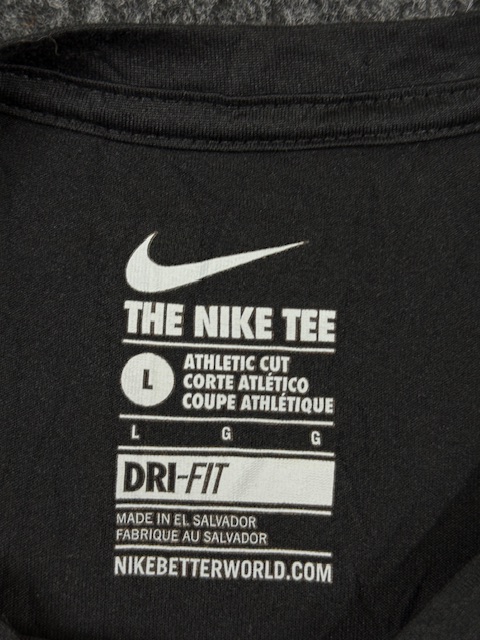 THE NIKE TEE
L
ATHLETIC CUT
CORTE ATLÉTICO
COUPE ATHLÉTIQUE
L G G
DRI-FIT
MADE IN EL SALVADOR
FABRIQUE AU SALVADOR
NIKEBETTERWORLD.COM